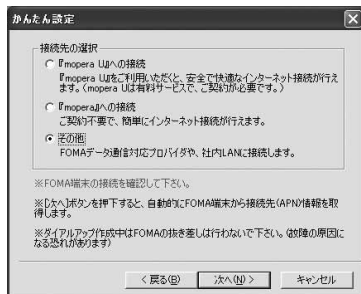 かんたん設定
接続先の選択
『mopera U』への接続
『mopera U』をご利用いただくと、安全で快適なインターネット接続が行え
ます。（mopera Uは有料サービスで、ご契約が必要です。）
『mopera』への接続
ご契約不要で、簡単にインターネット接続が行えます。
その他
FOMAデータ通信対応プロバイダや、社内LANに接続します。
※FOMA端末の接続を確認して下さい。
※［次へ］ボタンを押下すると、自動的にFOMA端末から接続先(APN)情報を取
得します。
※ダイアルアップ作成中はFOMAの抜き差しは行わないで下さい。（故障の原因に
なる恐れがあります）
< 戻る(B)
次へ(N) >
キャンセル